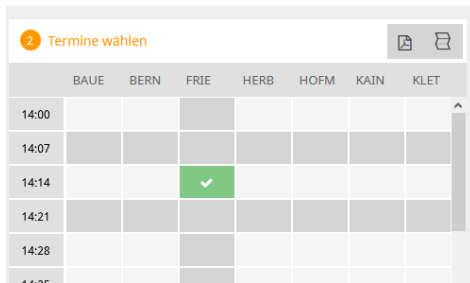 2 Termine wählen
BAUE BERN FRIE HERB HOFM KAIN KLET
14:00
14:07
14:14
14:21
14:28